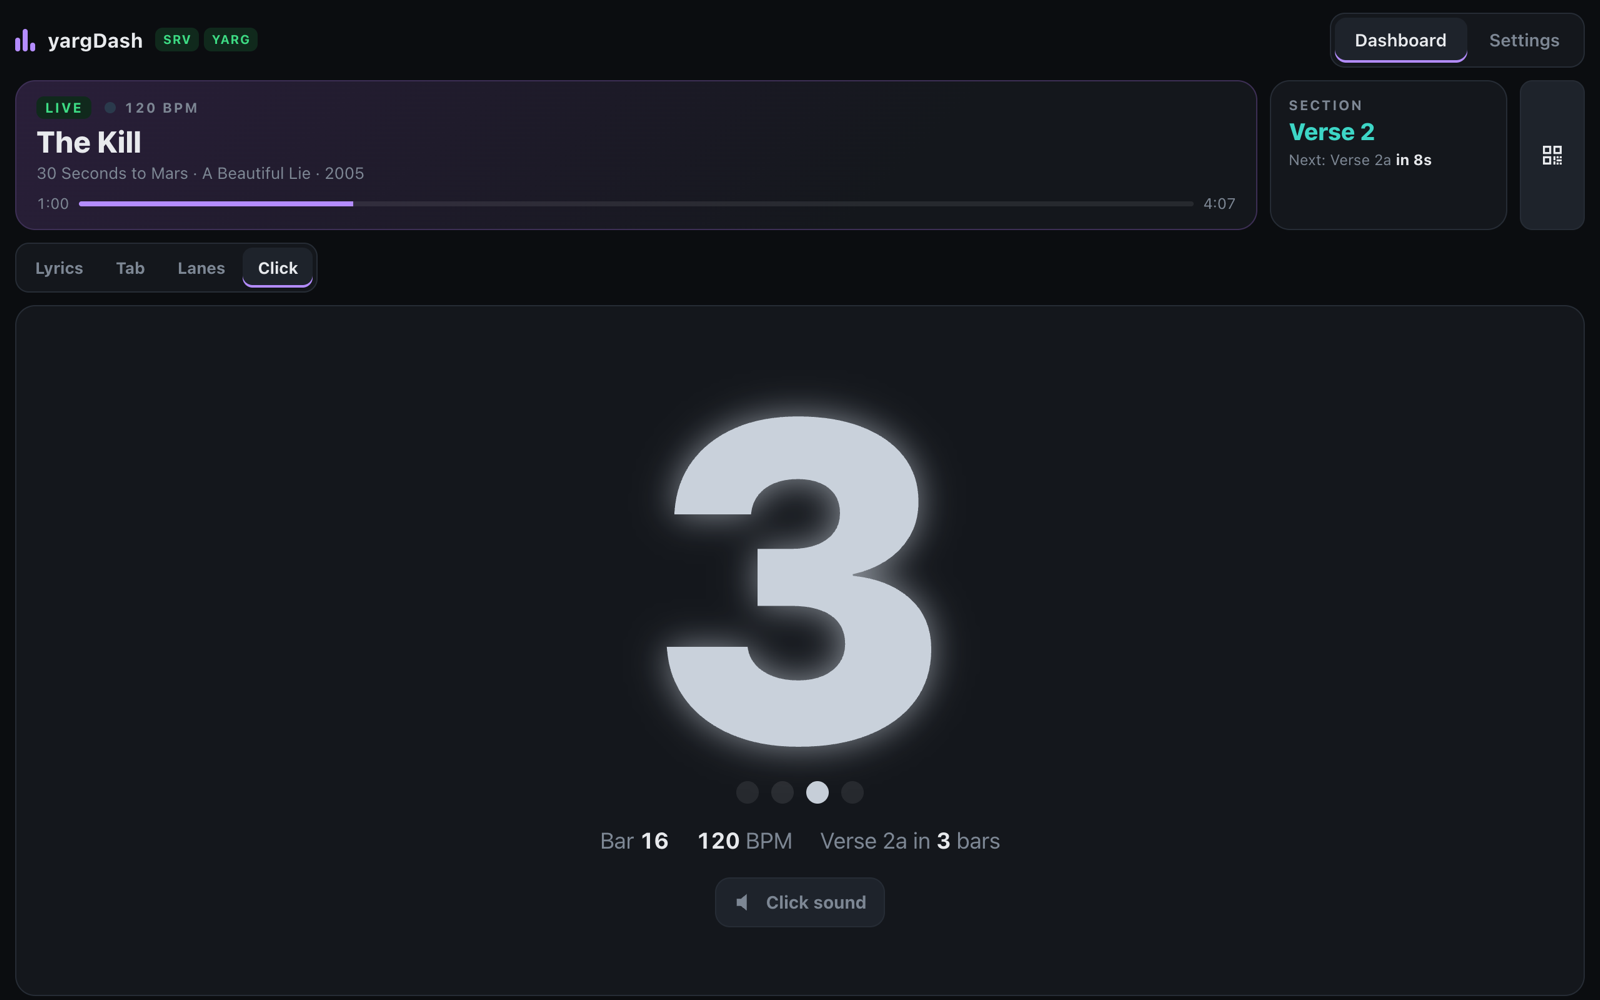 yargDash SRV YARG Dashboard Settings
LIVE 120 BPM
The Kill
30 Seconds to Mars · A Beautiful Lie · 2005
1:00 4:07
SECTION
Verse 2
Next: Verse 2a in 8s
Lyrics Tab Lanes Click
3
Bar 16 120 BPM Verse 2a in 3 bars
Click sound